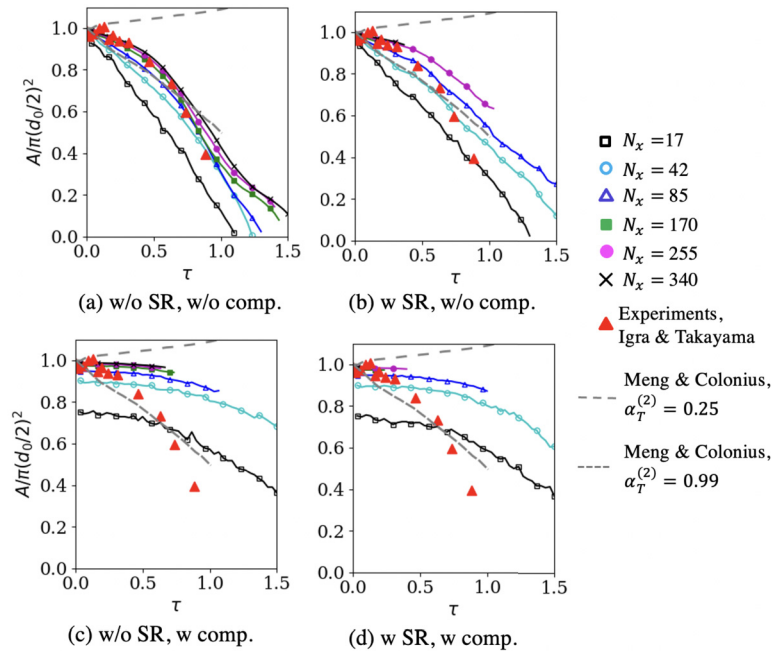 A/π(d₀/2)²
1.0
0.8
0.6
0.4
0.2
0.0
0.0 0.5 1.0 1.5
τ
(a) w/o SR, w/o comp.
1.0
0.8
0.6
0.4
0.2
0.0
0.0 0.5 1.0 1.5
τ
(b) w SR, w/o comp.
Nₓ = 17
Nₓ = 42
Nₓ = 85
Nₓ = 170
Nₓ = 255
Nₓ = 340
Experiments,
Igra & Takayama
Meng & Colonius,
α_T^(2) = 0.25
Meng & Colonius,
α_T^(2) = 0.99
A/π(d₀/2)²
1.0
0.8
0.6
0.4
0.2
0.0
0.0 0.5 1.0 1.5
τ
(c) w/o SR, w comp.
1.0
0.8
0.6
0.4
0.2
0.0
0.0 0.5 1.0 1.5
τ
(d) w SR, w comp.